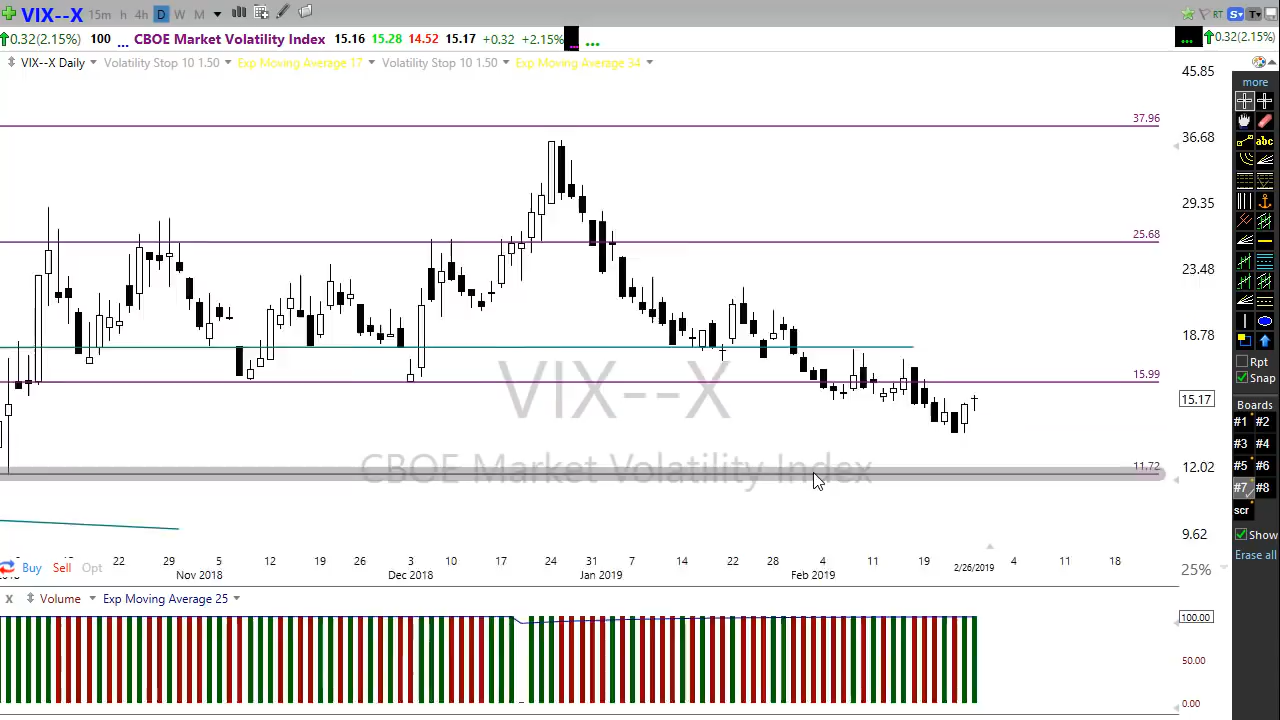 VIX--X 15m h 4h D W M RT S T
0.32(2.15%) 100 ... CBOE Market Volatility Index 15.16 15.28 14.52 15.17 +0.32 +2.15% ... ... 0.32(2.15%)
VIX--X Daily Volatility Stop 10 1.50 Exp Moving Average 17 Volatility Stop 10 1.50 Exp Moving Average 34
45.85
more
37.96
36.68
abc
29.35
25.68
23.48
18.78
Rpt
15.99
Snap
VIX--X
15.17
Boards
#1 #2
#3 #4
CBOE Market Volatility Index
11.72
12.02
#5 #6
#7 #8
scr
9.62
Show
Erase all
22 29 5 12 19 26 3 10 17 24 31 7 14 22 28 4 11 19 2/26/2019 4 11 18
Buy Sell Opt
Nov 2018 Dec 2018 Jan 2019 Feb 2019
25%
X Volume Exp Moving Average 25
100.00
50.00
0.00